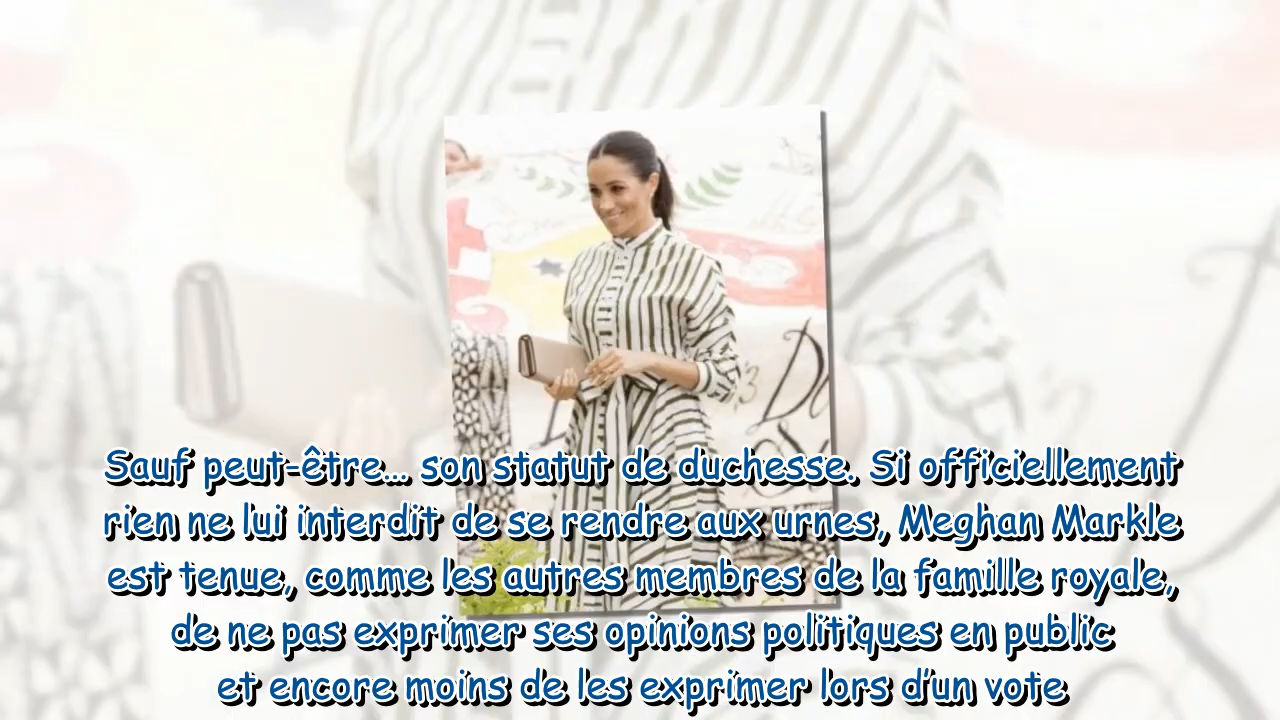 Sauf peut-être... son statut de duchesse. Si officiellement
rien ne lui interdit de se rendre aux urnes, Meghan Markle
est tenue, comme les autres membres de la famille royale,
de ne pas exprimer ses opinions politiques en public
et encore moins de les exprimer lors d'un vote